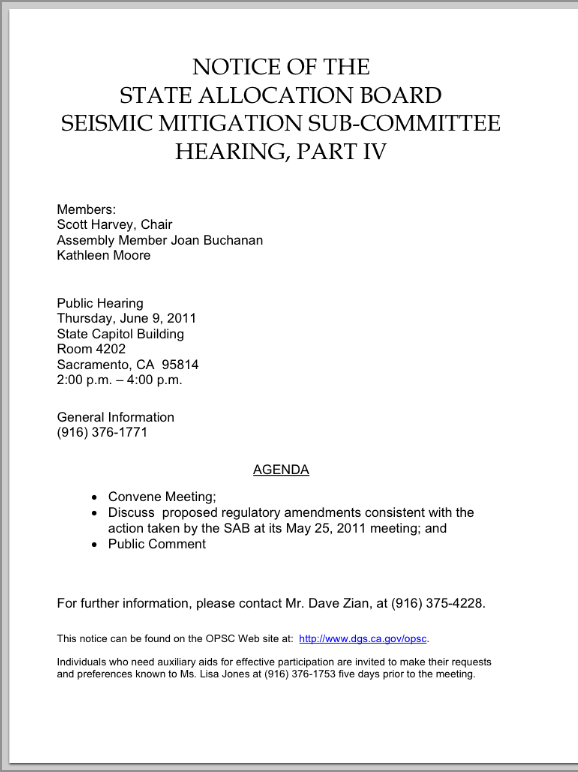 NOTICE OF THE
STATE ALLOCATION BOARD
SEISMIC MITIGATION SUB-COMMITTEE
HEARING, PART IV
Members:
Scott Harvey, Chair
Assembly Member Joan Buchanan
Kathleen Moore
Public Hearing
Thursday, June 9, 2011
State Capitol Building
Room 4202
Sacramento, CA  95814
2:00 p.m. – 4:00 p.m.
General Information
(916) 376-1771
AGENDA
• Convene Meeting;
• Discuss  proposed regulatory amendments consistent with the
action taken by the SAB at its May 25, 2011 meeting; and
• Public Comment
For further information, please contact Mr. Dave Zian, at (916) 375-4228.
This notice can be found on the OPSC Web site at:  http://www.dgs.ca.gov/opsc.
Individuals who need auxiliary aids for effective participation are invited to make their requests
and preferences known to Ms. Lisa Jones at (916) 376-1753 five days prior to the meeting.